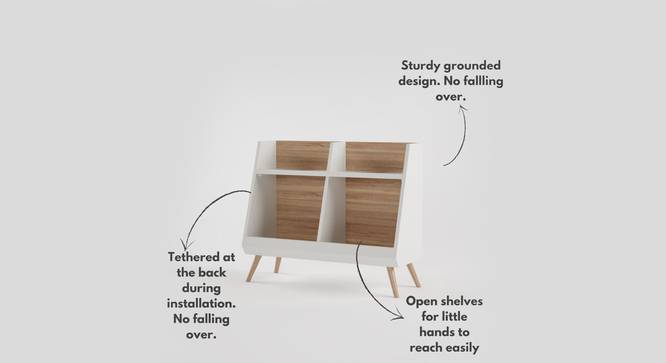 Sturdy grounded
design. No fallling
over.
Tethered at
the back
during
installation.
No falling
over.
Open shelves
for little
hands to
reach easily